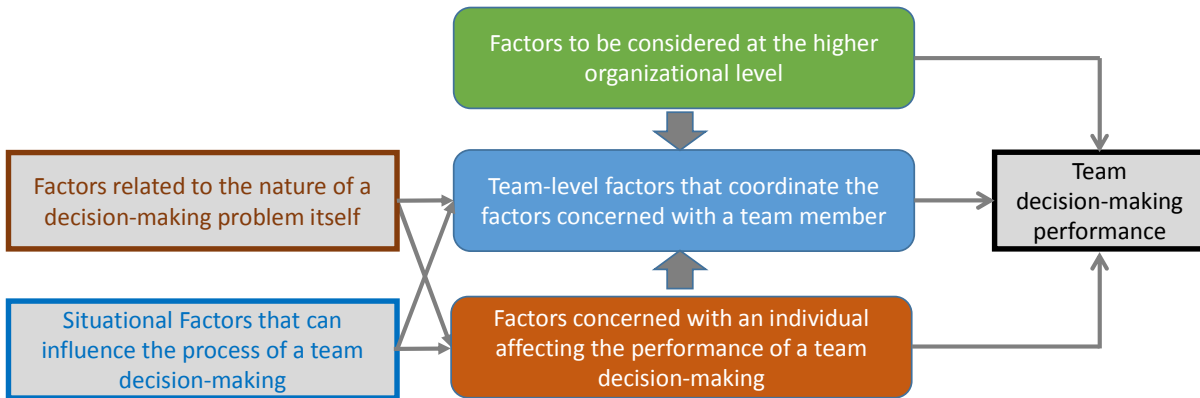 Factors to be considered at the higher
organizational level
Factors related to the nature of a
decision-making problem itself
Team-level factors that coordinate the
factors concerned with a team member
Team
decision-making
performance
Situational Factors that can
influence the process of a team
decision-making
Factors concerned with an individual
affecting the performance of a team
decision-making